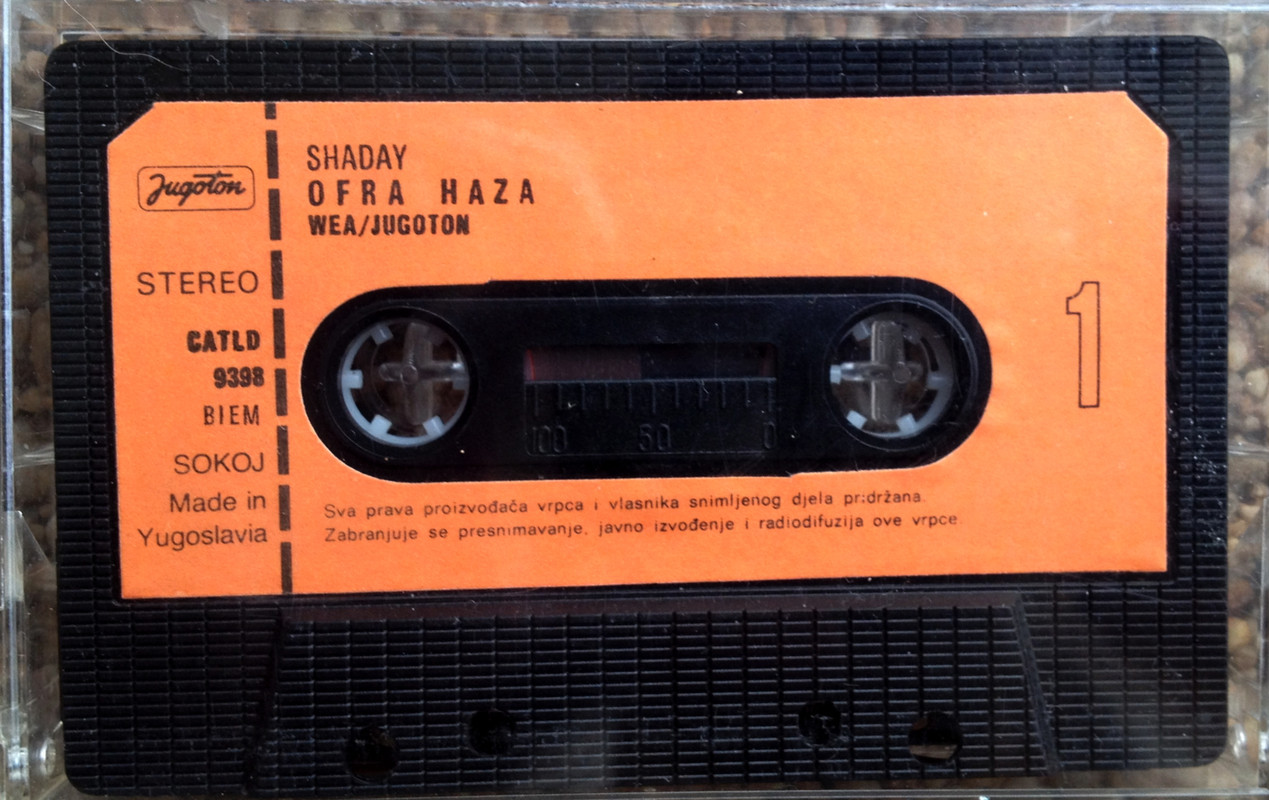 Jugoton
STEREO
CATLD
9398
BIEM
SOKOJ
Made in
Yugoslavia
SHADAY
OFRA HAZA
WEA/JUGOTON
1
100 50 0
Sva prava proizvođača vrpca i vlasnika snimljenog djela pridržana.
Zabranjuje se presnimavanje, javno izvođenje i radiodifuzija ove vrpce.